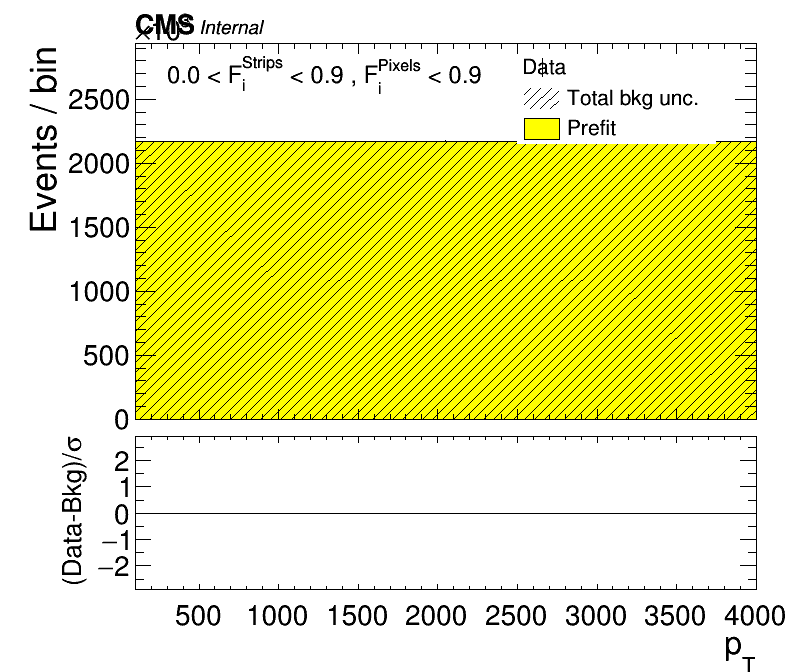 CMS Internal
0.0 < F_i^Strips < 0.9 , F_i^Pixels < 0.9
Data
Total bkg unc.
Prefit
Events / bin
2500
2000
1500
1000
500
0
(Data-Bkg)/σ
2
1
0
−1
−2
500 1000 1500 2000 2500 3000 3500 4000
p_T